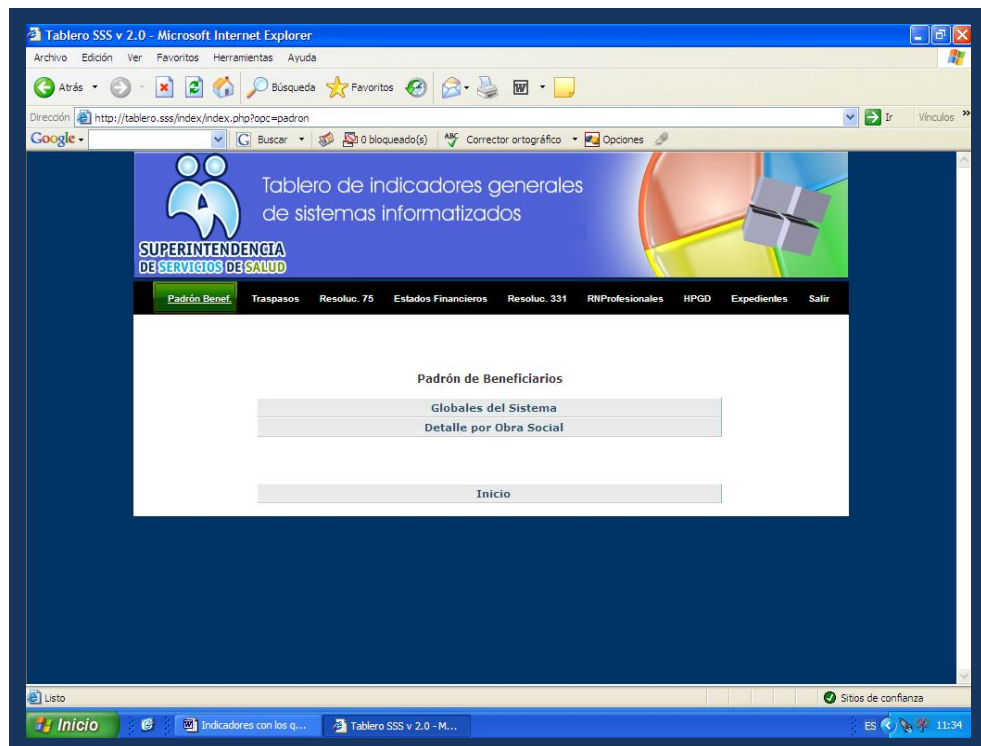 Tablero SSS v 2.0 - Microsoft Internet Explorer
Archivo Edición Ver Favoritos Herramientas Ayuda
Atrás Búsqueda Favoritos
Dirección http://tablero.sss/index/index.php?opc=padron Ir Vínculos »
Google Buscar 0 bloqueado(s) ABC Corrector ortográfico Opciones
Tablero de indicadores generales
de sistemas informatizados
SUPERINTENDENCIA
DE SERVICIOS DE SALUD
Padrón Benef. Traspasos Resoluc. 75 Estados Financieros Resoluc. 331 RNProfesionales HPGD Expedientes Salir
Padrón de Beneficiarios
Globales del Sistema
Detalle por Obra Social
Inicio
Listo Sitios de confianza
Inicio Indicadores con los q... Tablero SSS v 2.0 - M... ES 11:34